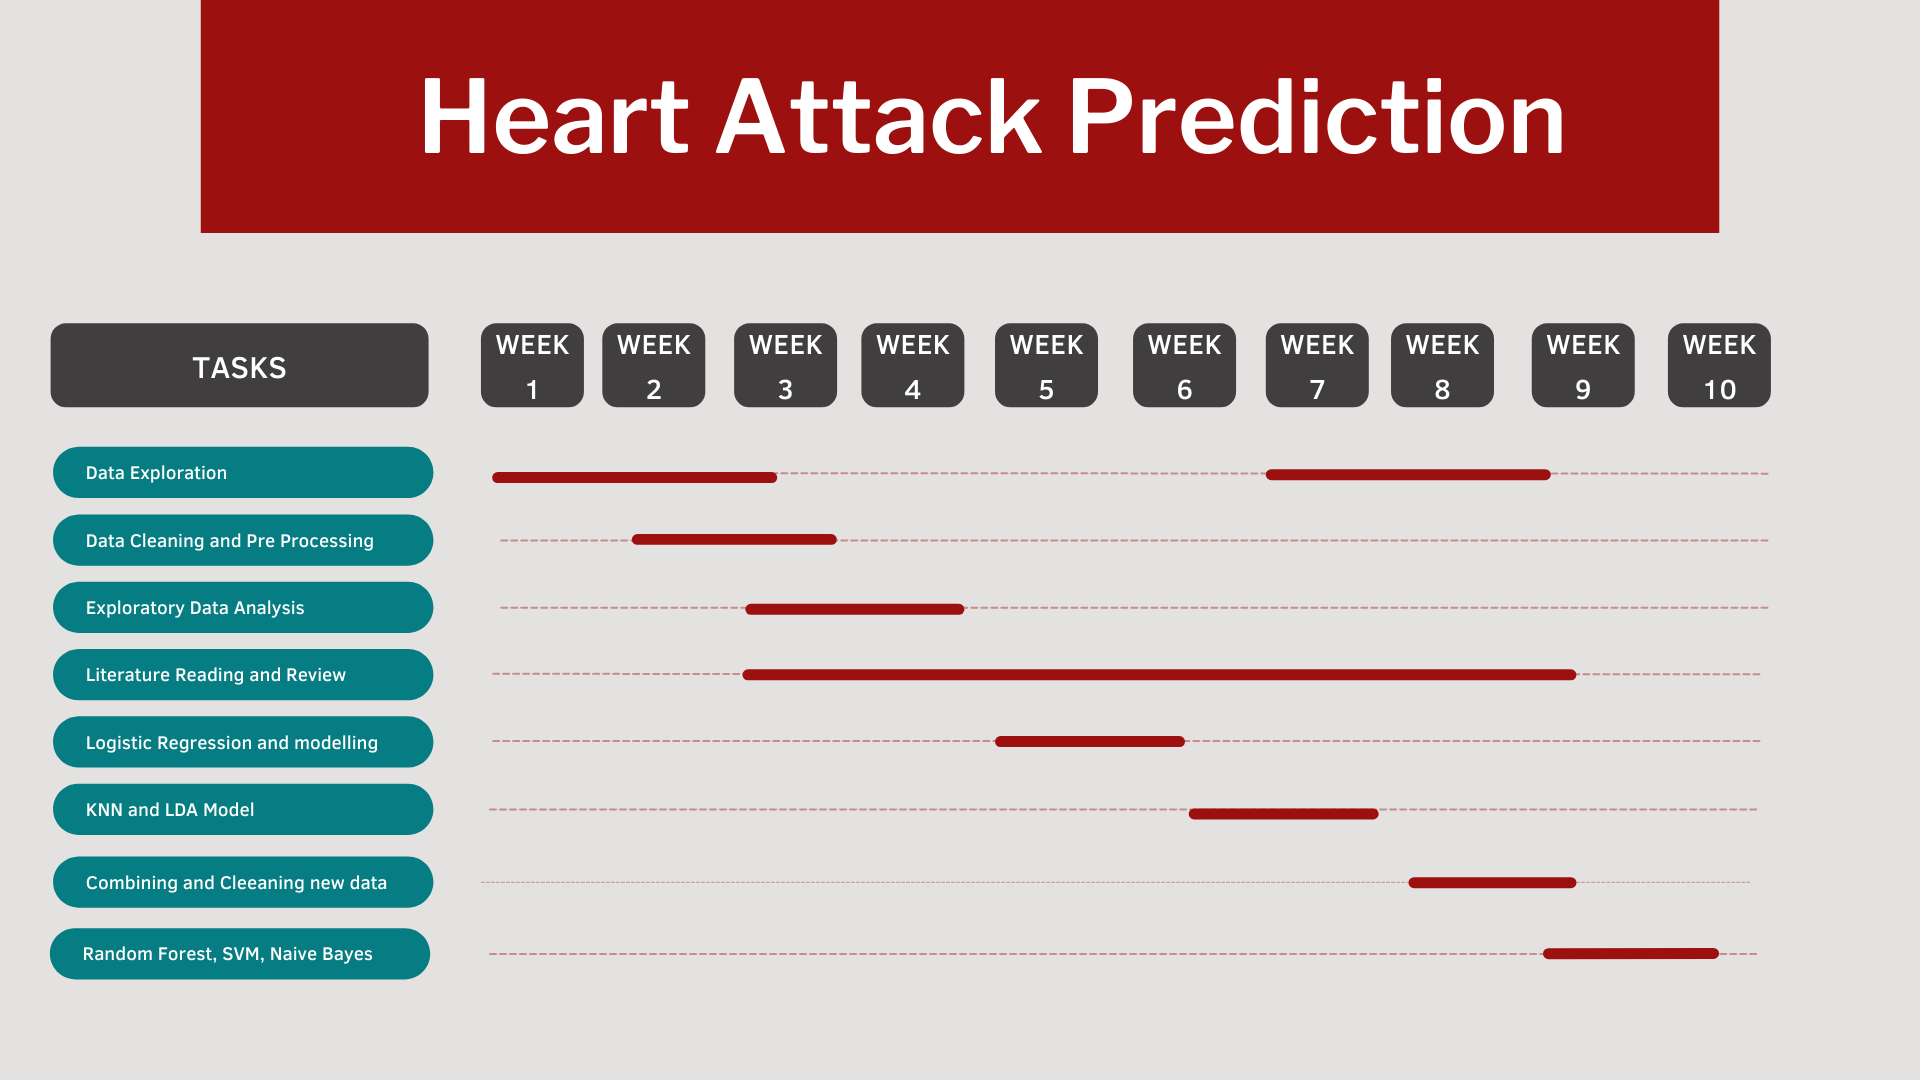 Heart Attack Prediction
TASKS
WEEK 1
WEEK 2
WEEK 3
WEEK 4
WEEK 5
WEEK 6
WEEK 7
WEEK 8
WEEK 9
WEEK 10
Data Exploration
Data Cleaning and Pre Processing
Exploratory Data Analysis
Literature Reading and Review
Logistic Regression and modelling
KNN and LDA Model
Combining and Cleeaning new data
Random Forest, SVM, Naive Bayes